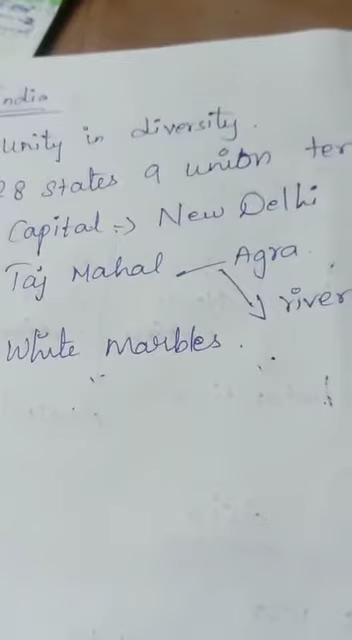 India
unity in diversity.
28 states 9 union ter
Capital :-> New Delhi
Taj Mahal — Agra.
river
White Marbles.